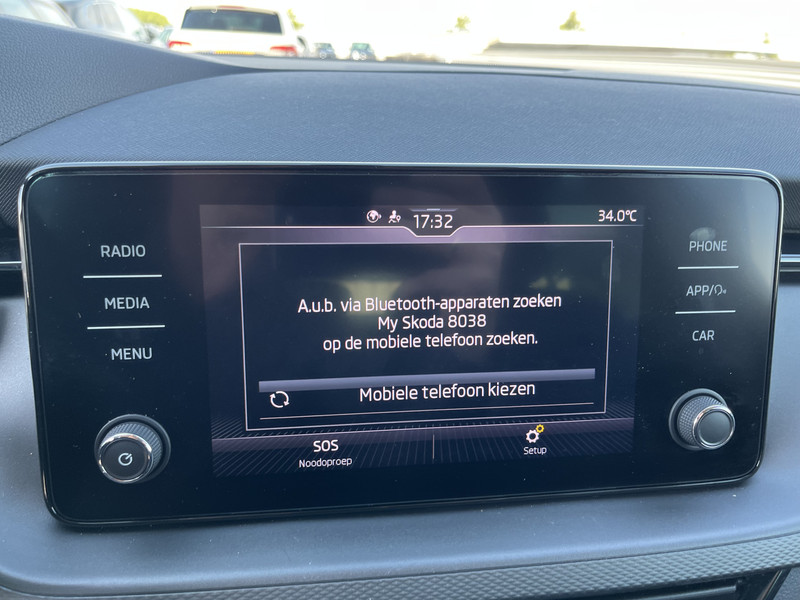 17:32
34.0°C
RADIO
MEDIA
MENU
A.u.b. via Bluetooth-apparaten zoeken
My Skoda 8038
op de mobiele telefoon zoeken.
Mobiele telefoon kiezen
SOS
Noodoproep
Setup
PHONE
APP/
CAR